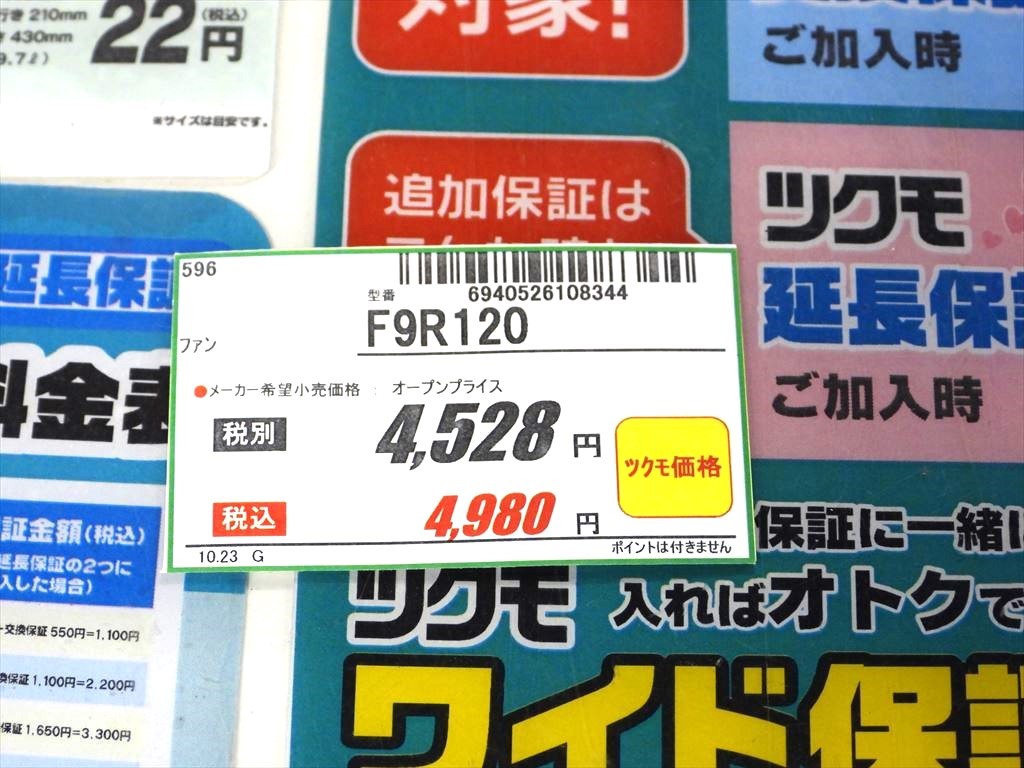 行き 210mm
430mm
9.7ℓ)
22円
(税込)
※サイズは目安です。
対象!
ご加入時
追加保証は
ツクモ
延長保
ご加入時
延長保証
料金表
596
6940526108344
型番
F9R120
ファン
●メーカー希望小売価格 : オープンプライス
税別
4,528 円
ツクモ価格
税込
4,980 円
10.23 G
ポイントは付きません
証金額(税込)
延長保証の2つに
入した場合)
交換保証 550円=1,100円
換保証 1,100円=2,200円
保証 1,650円=3,300円
保証に一緒に
ツクモ
入ればオトクで
ワイド保証